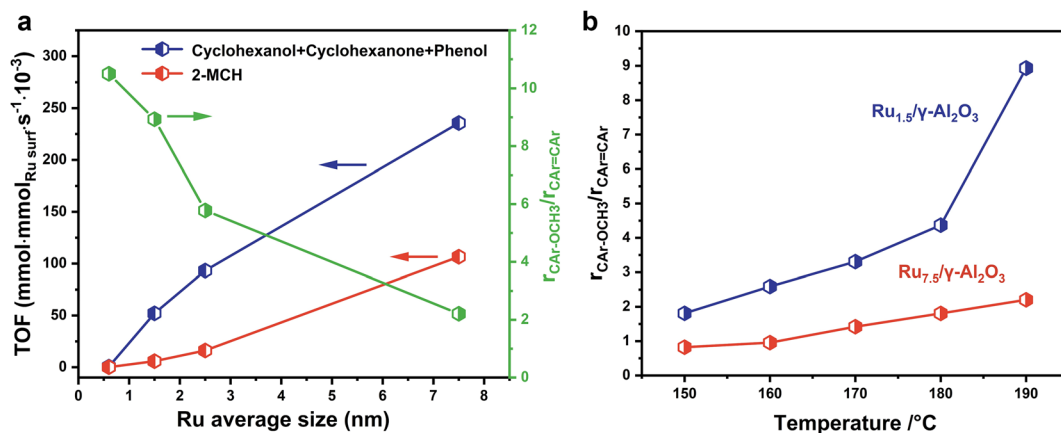 a
TOF (mmol·mmol Ru surf·s⁻¹·10⁻³)
300
250
200
150
100
50
0
Cyclohexanol+Cyclohexanone+Phenol
2-MCH
12
10
8
6
4
2
0
rCAr-OCH3/rCAr=CAr
0 1 2 3 4 5 6 7 8
Ru average size (nm)
b
rCAr-OCH3/rCAr=CAr
10
9
8
7
6
5
4
3
2
1
0
Ru₁.₅/γ-Al₂O₃
Ru₇.₅/γ-Al₂O₃
150 160 170 180 190
Temperature /°C